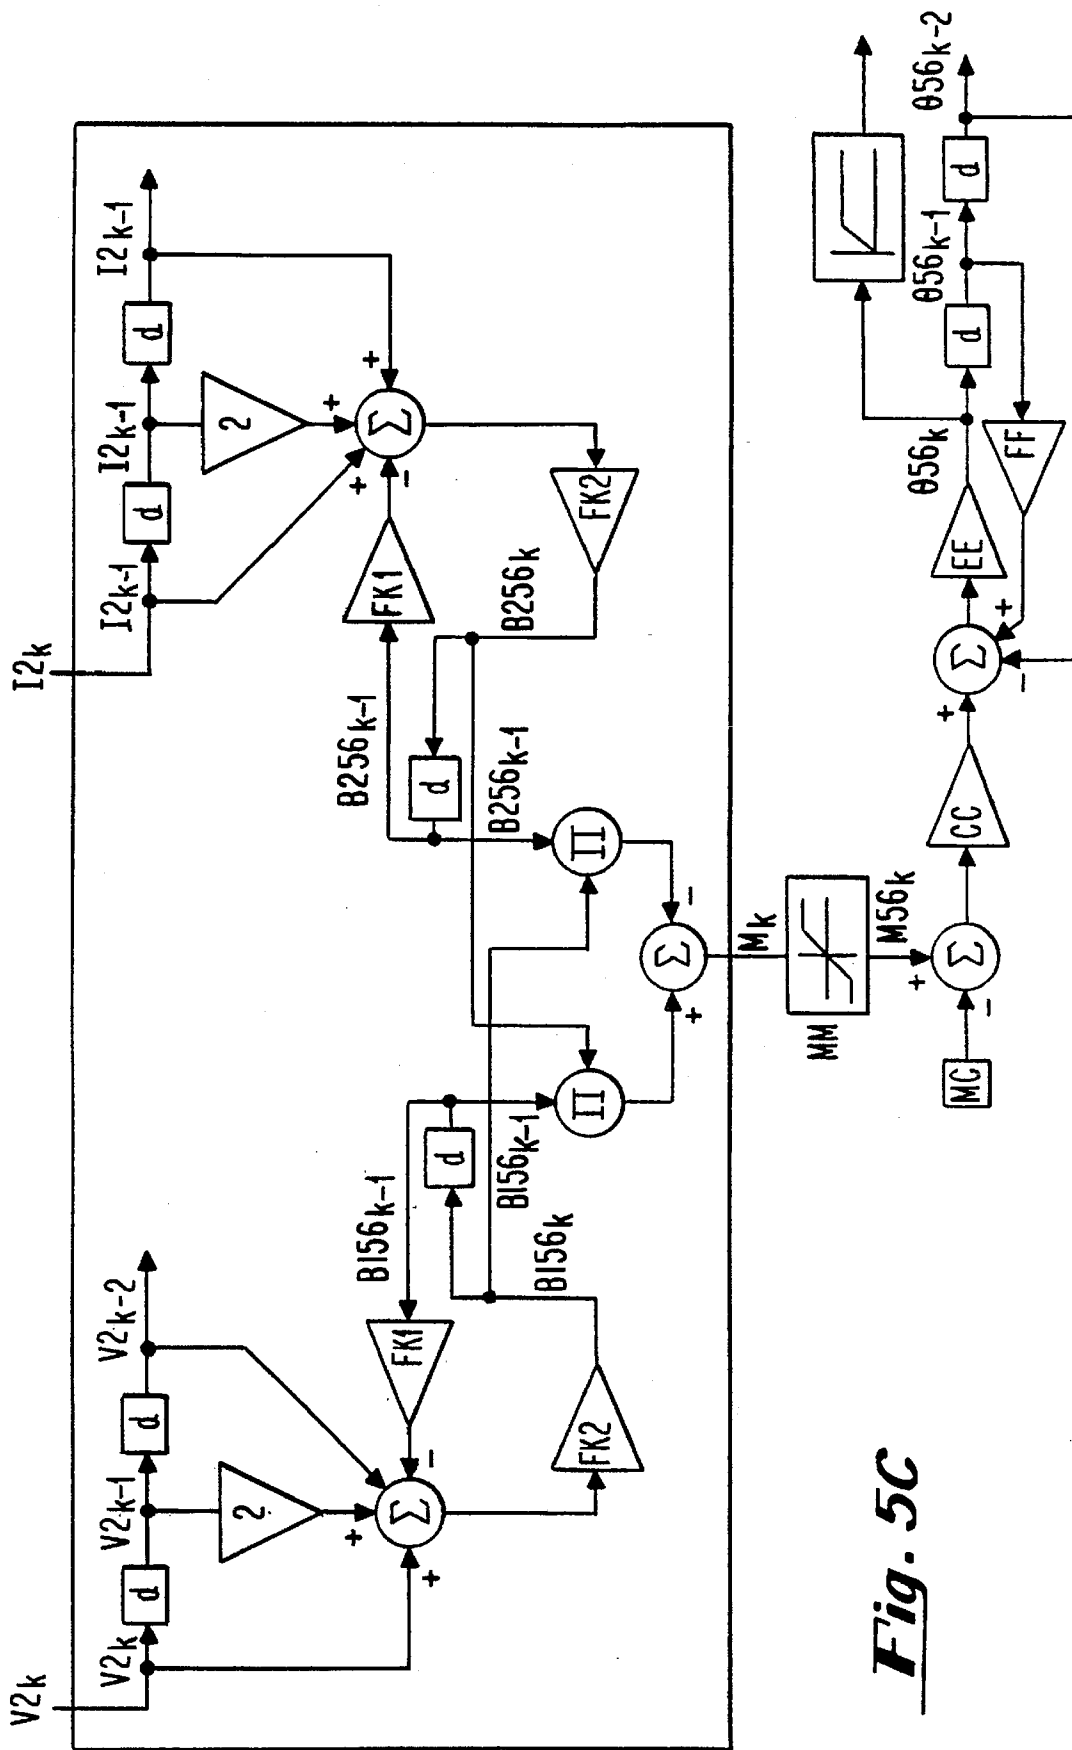 V2k
V2k
d
V2k-1
d
V2k-2
2
+
+
-
Σ
FK1
FK2
B156k-1
B156k
d
B156k-1
Π
I2k
I2k-1
d
I2k-1
d
I2k-1
2
+
+
+
-
Σ
FK1
FK2
B256k
B256k-1
d
B256k-1
Π
+
-
Σ
Mk
MM
M56k
MC
+
-
Σ
CC
+
+
-
Σ
EE
FF
θ56k
d
θ56k-1
d
θ56k-2
Fig. 5C